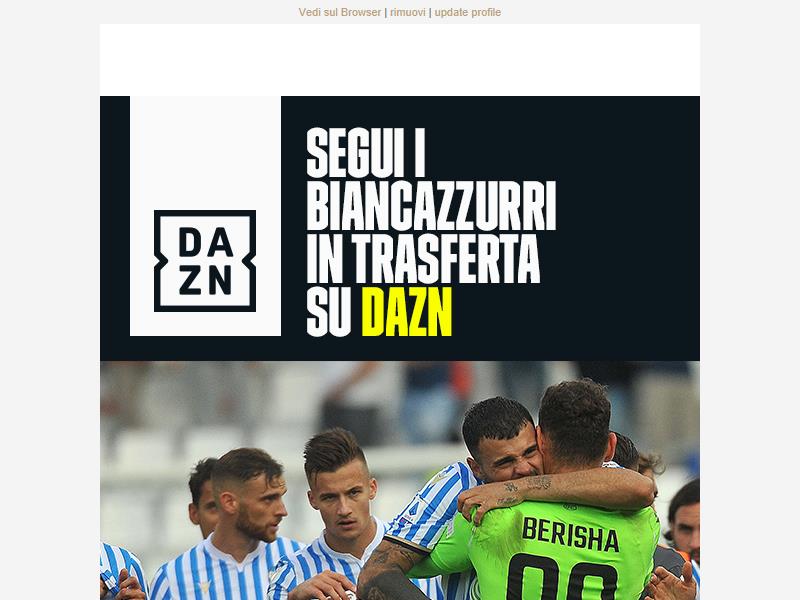 Vedi sul Browser | rimuovi | update profile
SEGUI I
BIANCAZZURRI
IN TRASFERTA
SU DAZN
DA
ZN
BERISHA